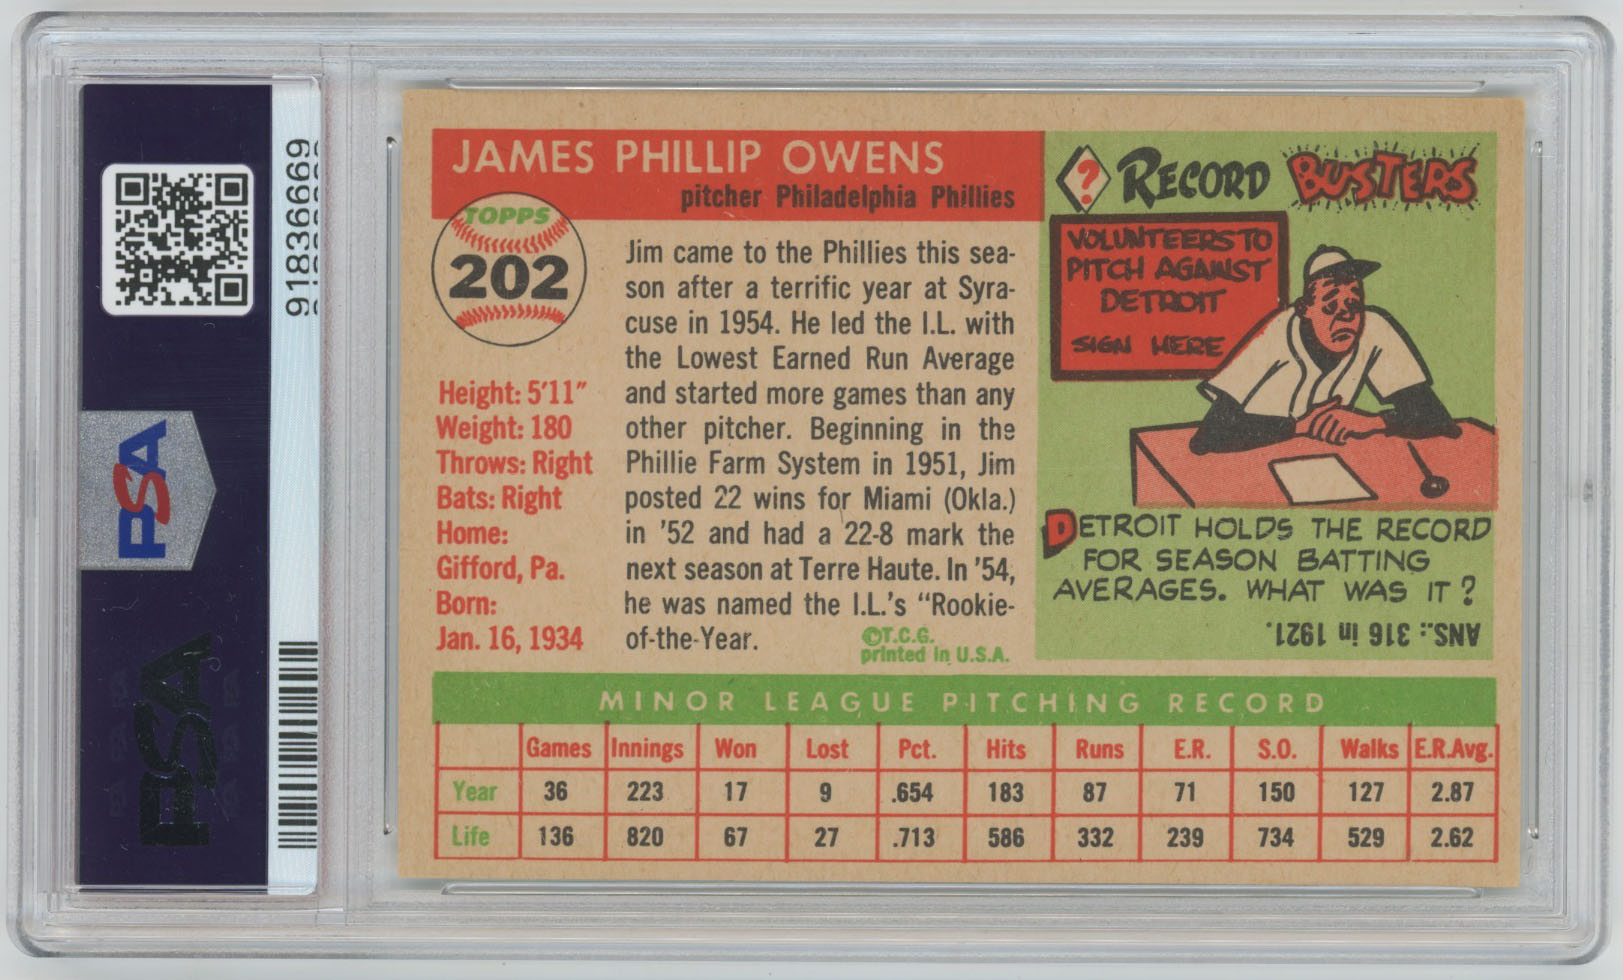 PSA
91836669
PSA
JAMES PHILLIP OWENS
pitcher Philadelphia Phillies
TOPPS
202
Height: 5'11"
Weight: 180
Throws: Right
Bats: Right
Home:
Gifford, Pa.
Born:
Jan. 16, 1934
Jim came to the Phillies this sea-
son after a terrific year at Syra-
cuse in 1954. He led the I.L. with
the Lowest Earned Run Average
and started more games than any
other pitcher. Beginning in the
Phillie Farm System in 1951, Jim
posted 22 wins for Miami (Okla.)
in '52 and had a 22-8 mark the
next season at Terre Haute. In '54,
he was named the I.L.'s "Rookie-
of-the-Year.
©T.C.G.
printed in U.S.A.
? RECORD BUSTERS
VOLUNTEERS TO
PITCH AGAINST
DETROIT
SIGN HERE
DETROIT HOLDS THE RECORD
FOR SEASON BATTING
AVERAGES. WHAT WAS IT?
ANS.: 316 in 1921.
MINOR LEAGUE PITCHING RECORD
Games Innings Won Lost Pct. Hits Runs E.R. S.O. Walks E.R.Avg.
Year 36 223 17 9 .654 183 87 71 150 127 2.87
Life 136 820 67 27 .713 586 332 239 734 529 2.62